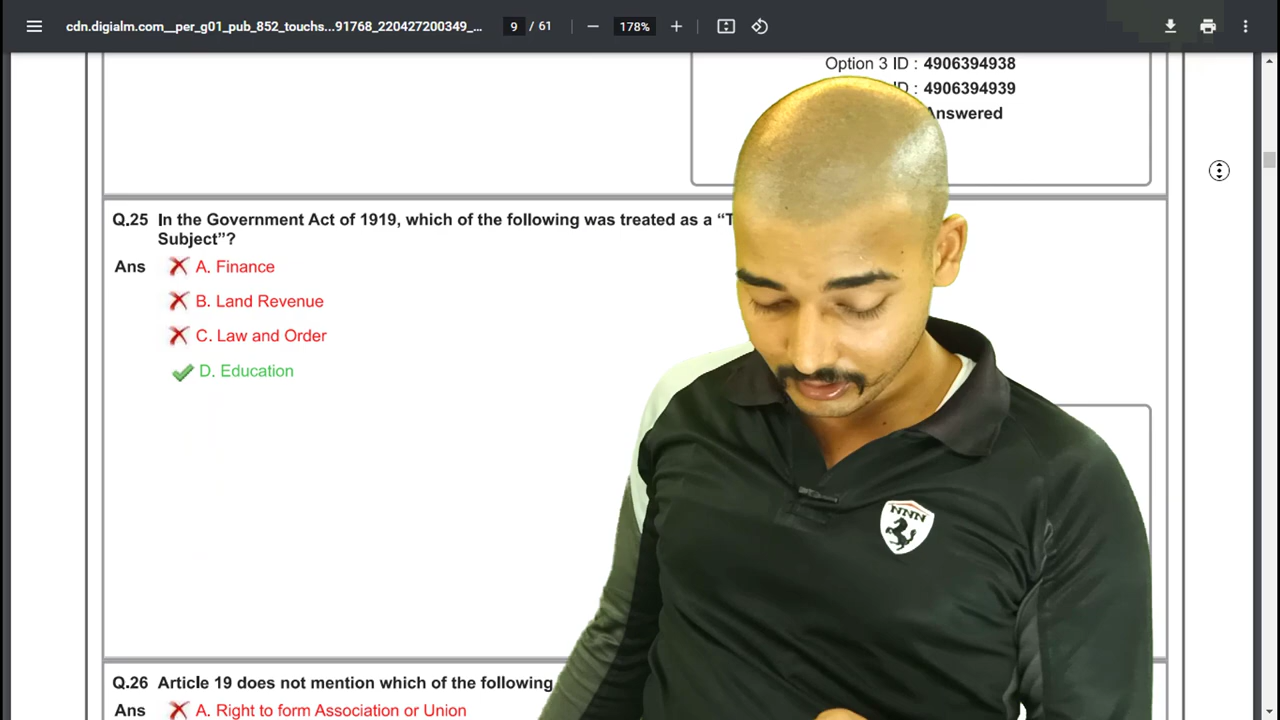 cdn.digialm.com__per_g01_pub_852_touchs...91768_220427200349_...
9 / 61
178%
Option 3 ID : 4906394938
ID : 4906394939
Answered
Q.25 In the Government Act of 1919, which of the following was treated as a “T
Subject”?
Ans A. Finance
B. Land Revenue
C. Law and Order
D. Education
NNN
Q.26 Article 19 does not mention which of the following
Ans A. Right to form Association or Union